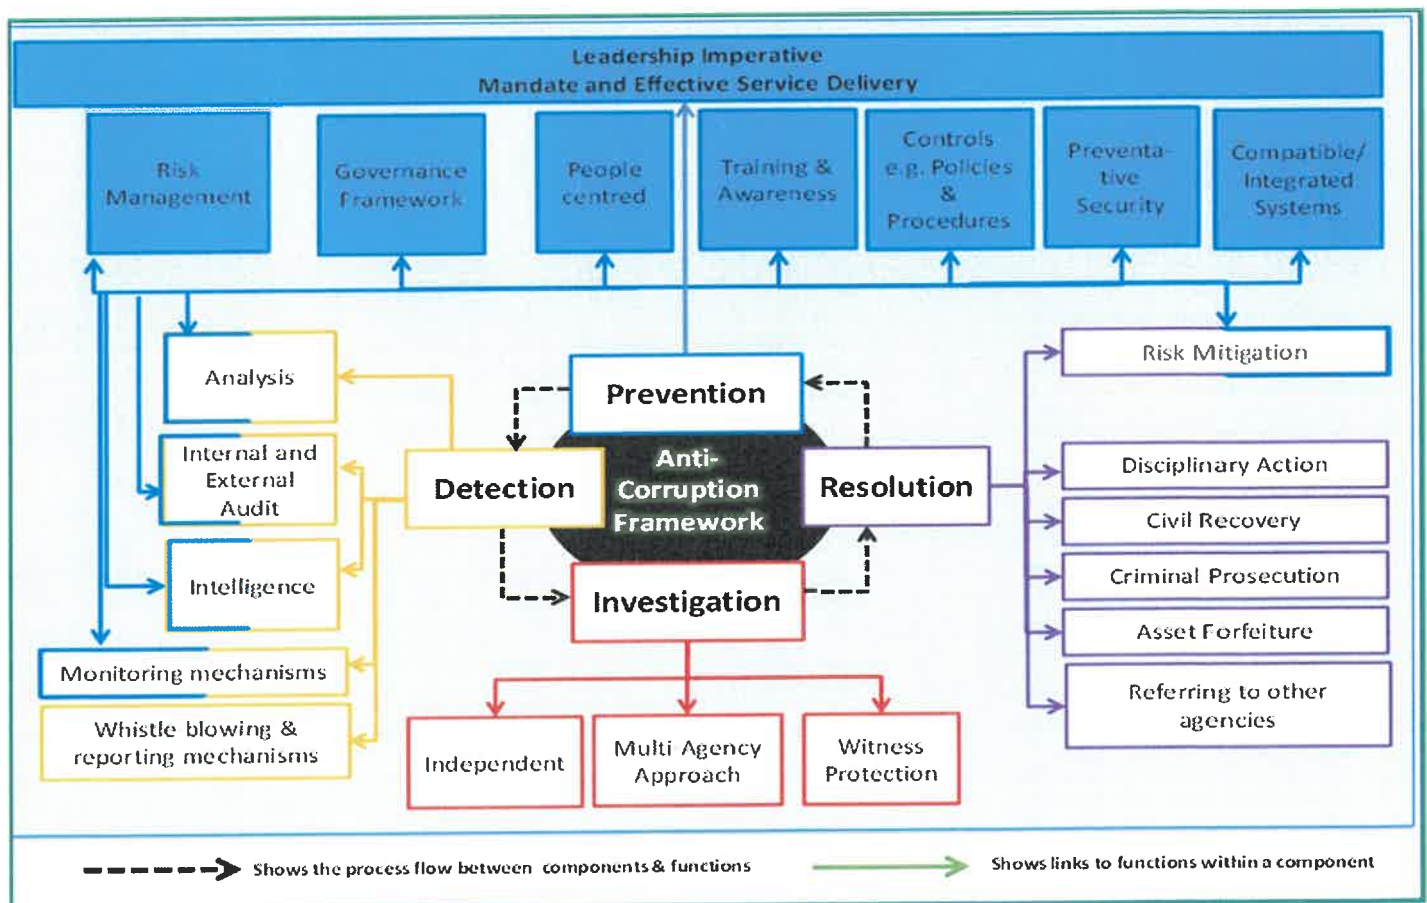 Leadership Imperative
Mandate and Effective Service Delivery
Risk
Management
Governance
Framework
People
centred
Training &
Awareness
Controls
e.g. Policies
&
Procedures
Preventa-
tive
Security
Compatible/
Integrated
Systems
Analysis
Internal and
External
Audit
Intelligence
Monitoring mechanisms
Whistle blowing &
reporting mechanisms
Detection
Prevention
Anti-
Corruption
Framework
Investigation
Resolution
Independent
Multi Agency
Approach
Witness
Protection
Risk Mitigation
Disciplinary Action
Civil Recovery
Criminal Prosecution
Asset Forfeiture
Referring to other
agencies
Shows the process flow between components & functions
Shows links to functions within a component